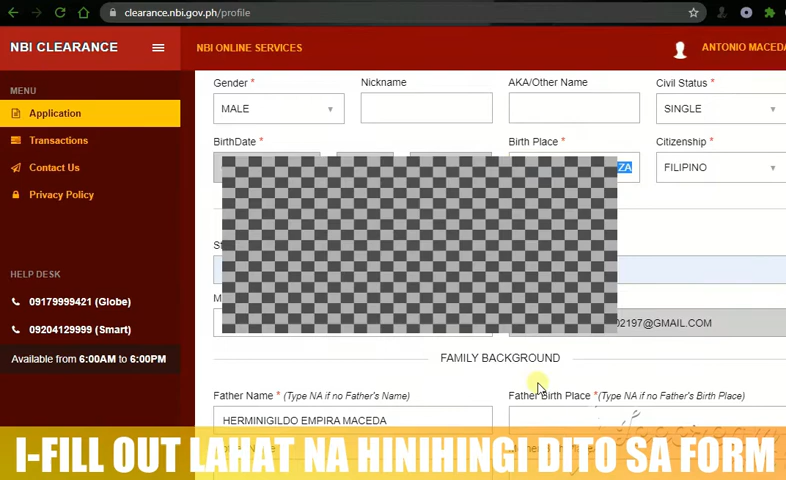 clearance.nbi.gov.ph/profile
NBI CLEARANCE
NBI ONLINE SERVICES
ANTONIO MACEDA
MENU
Application
Transactions
Contact Us
Privacy Policy
HELP DESK
09179999421 (Globe)
09204129999 (Smart)
Available from 6:00AM to 6:00PM
Gender * Nickname AKA/Other Name Civil Status *
MALE SINGLE
BirthDate * Birth Place * Citizenship *
ZA FILIPINO
02197@GMAIL.COM
FAMILY BACKGROUND
Father Name * (Type NA if no Father's Name) Father Birth Place * (Type NA if no Father's Birth Place)
HERMINIGILDO EMPIRA MACEDA
I-FILL OUT LAHAT NA HINIHINGI DITO SA FORM